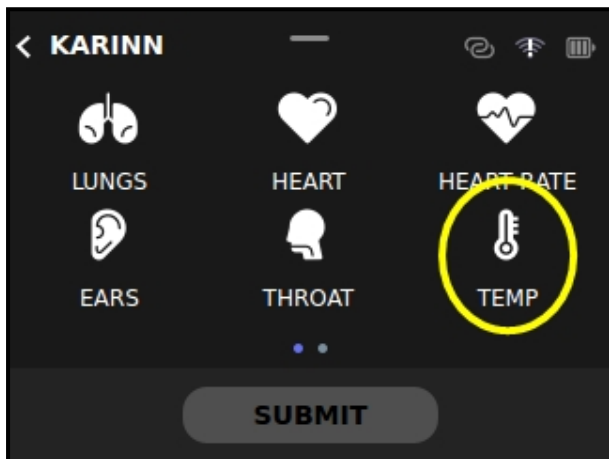 KARINN
LUNGS HEART HEART RATE
EARS THROAT TEMP
SUBMIT